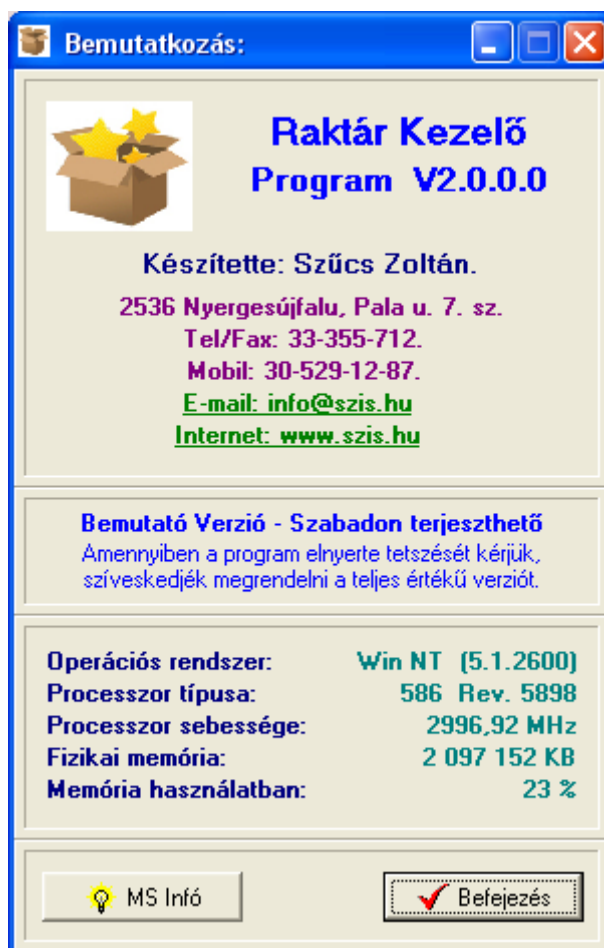 Bemutatkozás:
Raktár Kezelő
Program V2.0.0.0
Készítette: Szűcs Zoltán.
2536 Nyergesújfalu, Pala u. 7. sz.
Tel/Fax: 33-355-712.
Mobil: 30-529-12-87.
E-mail: info@szis.hu
Internet: www.szis.hu
Bemutató Verzió - Szabadon terjeszthető
Amennyiben a program elnyerte tetszését kérjük,
szíveskedjék megrendelni a teljes értékű verziót.
Operációs rendszer: Win NT (5.1.2600)
Processzor típusa: 586 Rev. 5898
Processzor sebessége: 2996,92 MHz
Fizikai memória: 2 097 152 KB
Memória használatban: 23 %
MS Infó Befejezés